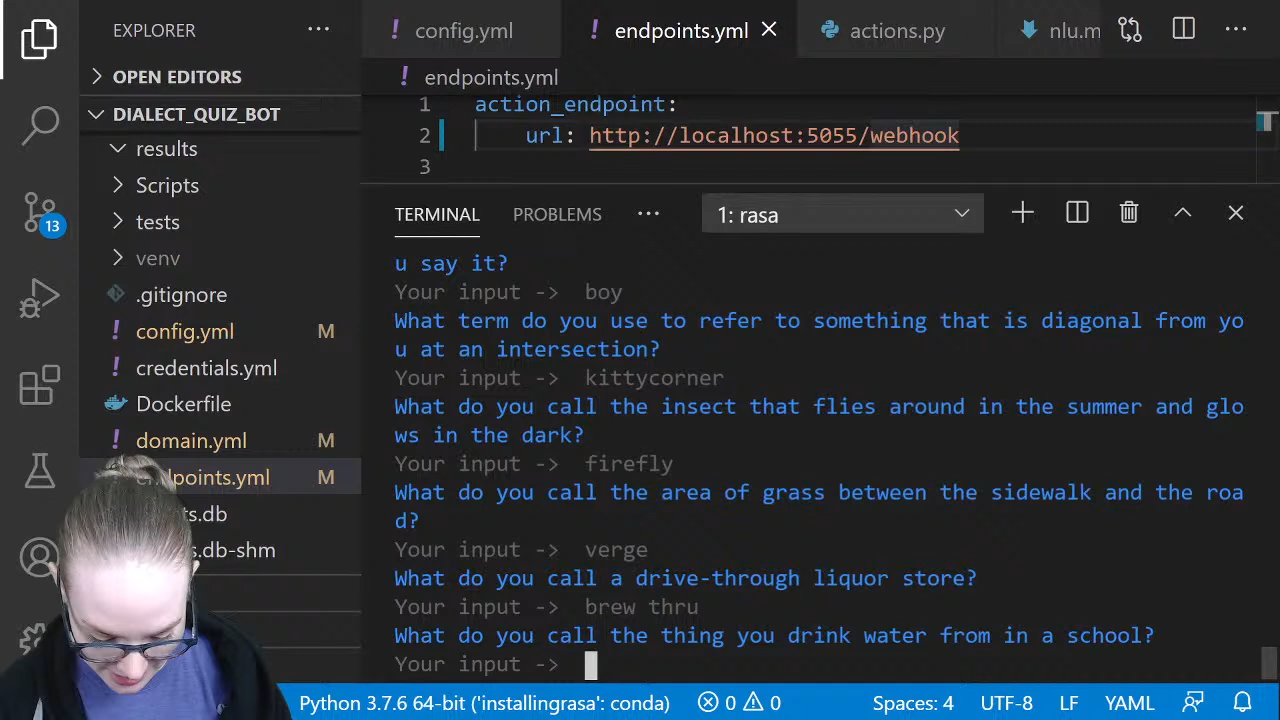 EXPLORER
config.yml
endpoints.yml
actions.py
nlu.m
OPEN EDITORS
endpoints.yml
DIALECT_QUIZ_BOT
1 action_endpoint:
2 url: http://localhost:5055/webhook
3
results
Scripts
tests
venv
.gitignore
config.yml M
credentials.yml
Dockerfile
domain.yml M
dpoints.yml M
ts.db
s.db-shm
13
TERMINAL PROBLEMS 1: rasa
u say it?
Your input -> boy
What term do you use to refer to something that is diagonal from yo
u at an intersection?
Your input -> kittycorner
What do you call the insect that flies around in the summer and glo
ws in the dark?
Your input -> firefly
What do you call the area of grass between the sidewalk and the roa
d?
Your input -> verge
What do you call a drive-through liquor store?
Your input -> brew thru
What do you call the thing you drink water from in a school?
Your input ->
Python 3.7.6 64-bit ('installingrasa': conda) 0 0 Spaces: 4 UTF-8 LF YAML